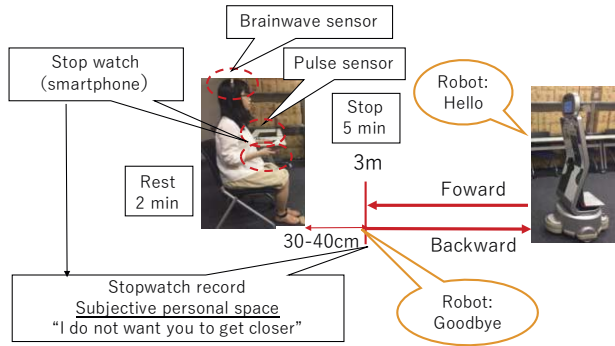 Brainwave sensor
Stop watch
(smartphone)
Pulse sensor
Stop
5 min
Robot:
Hello
3m
Rest
2 min
Foward
30-40cm
Backward
Stopwatch record
Subjective personal space
“I do not want you to get closer”
Robot:
Goodbye